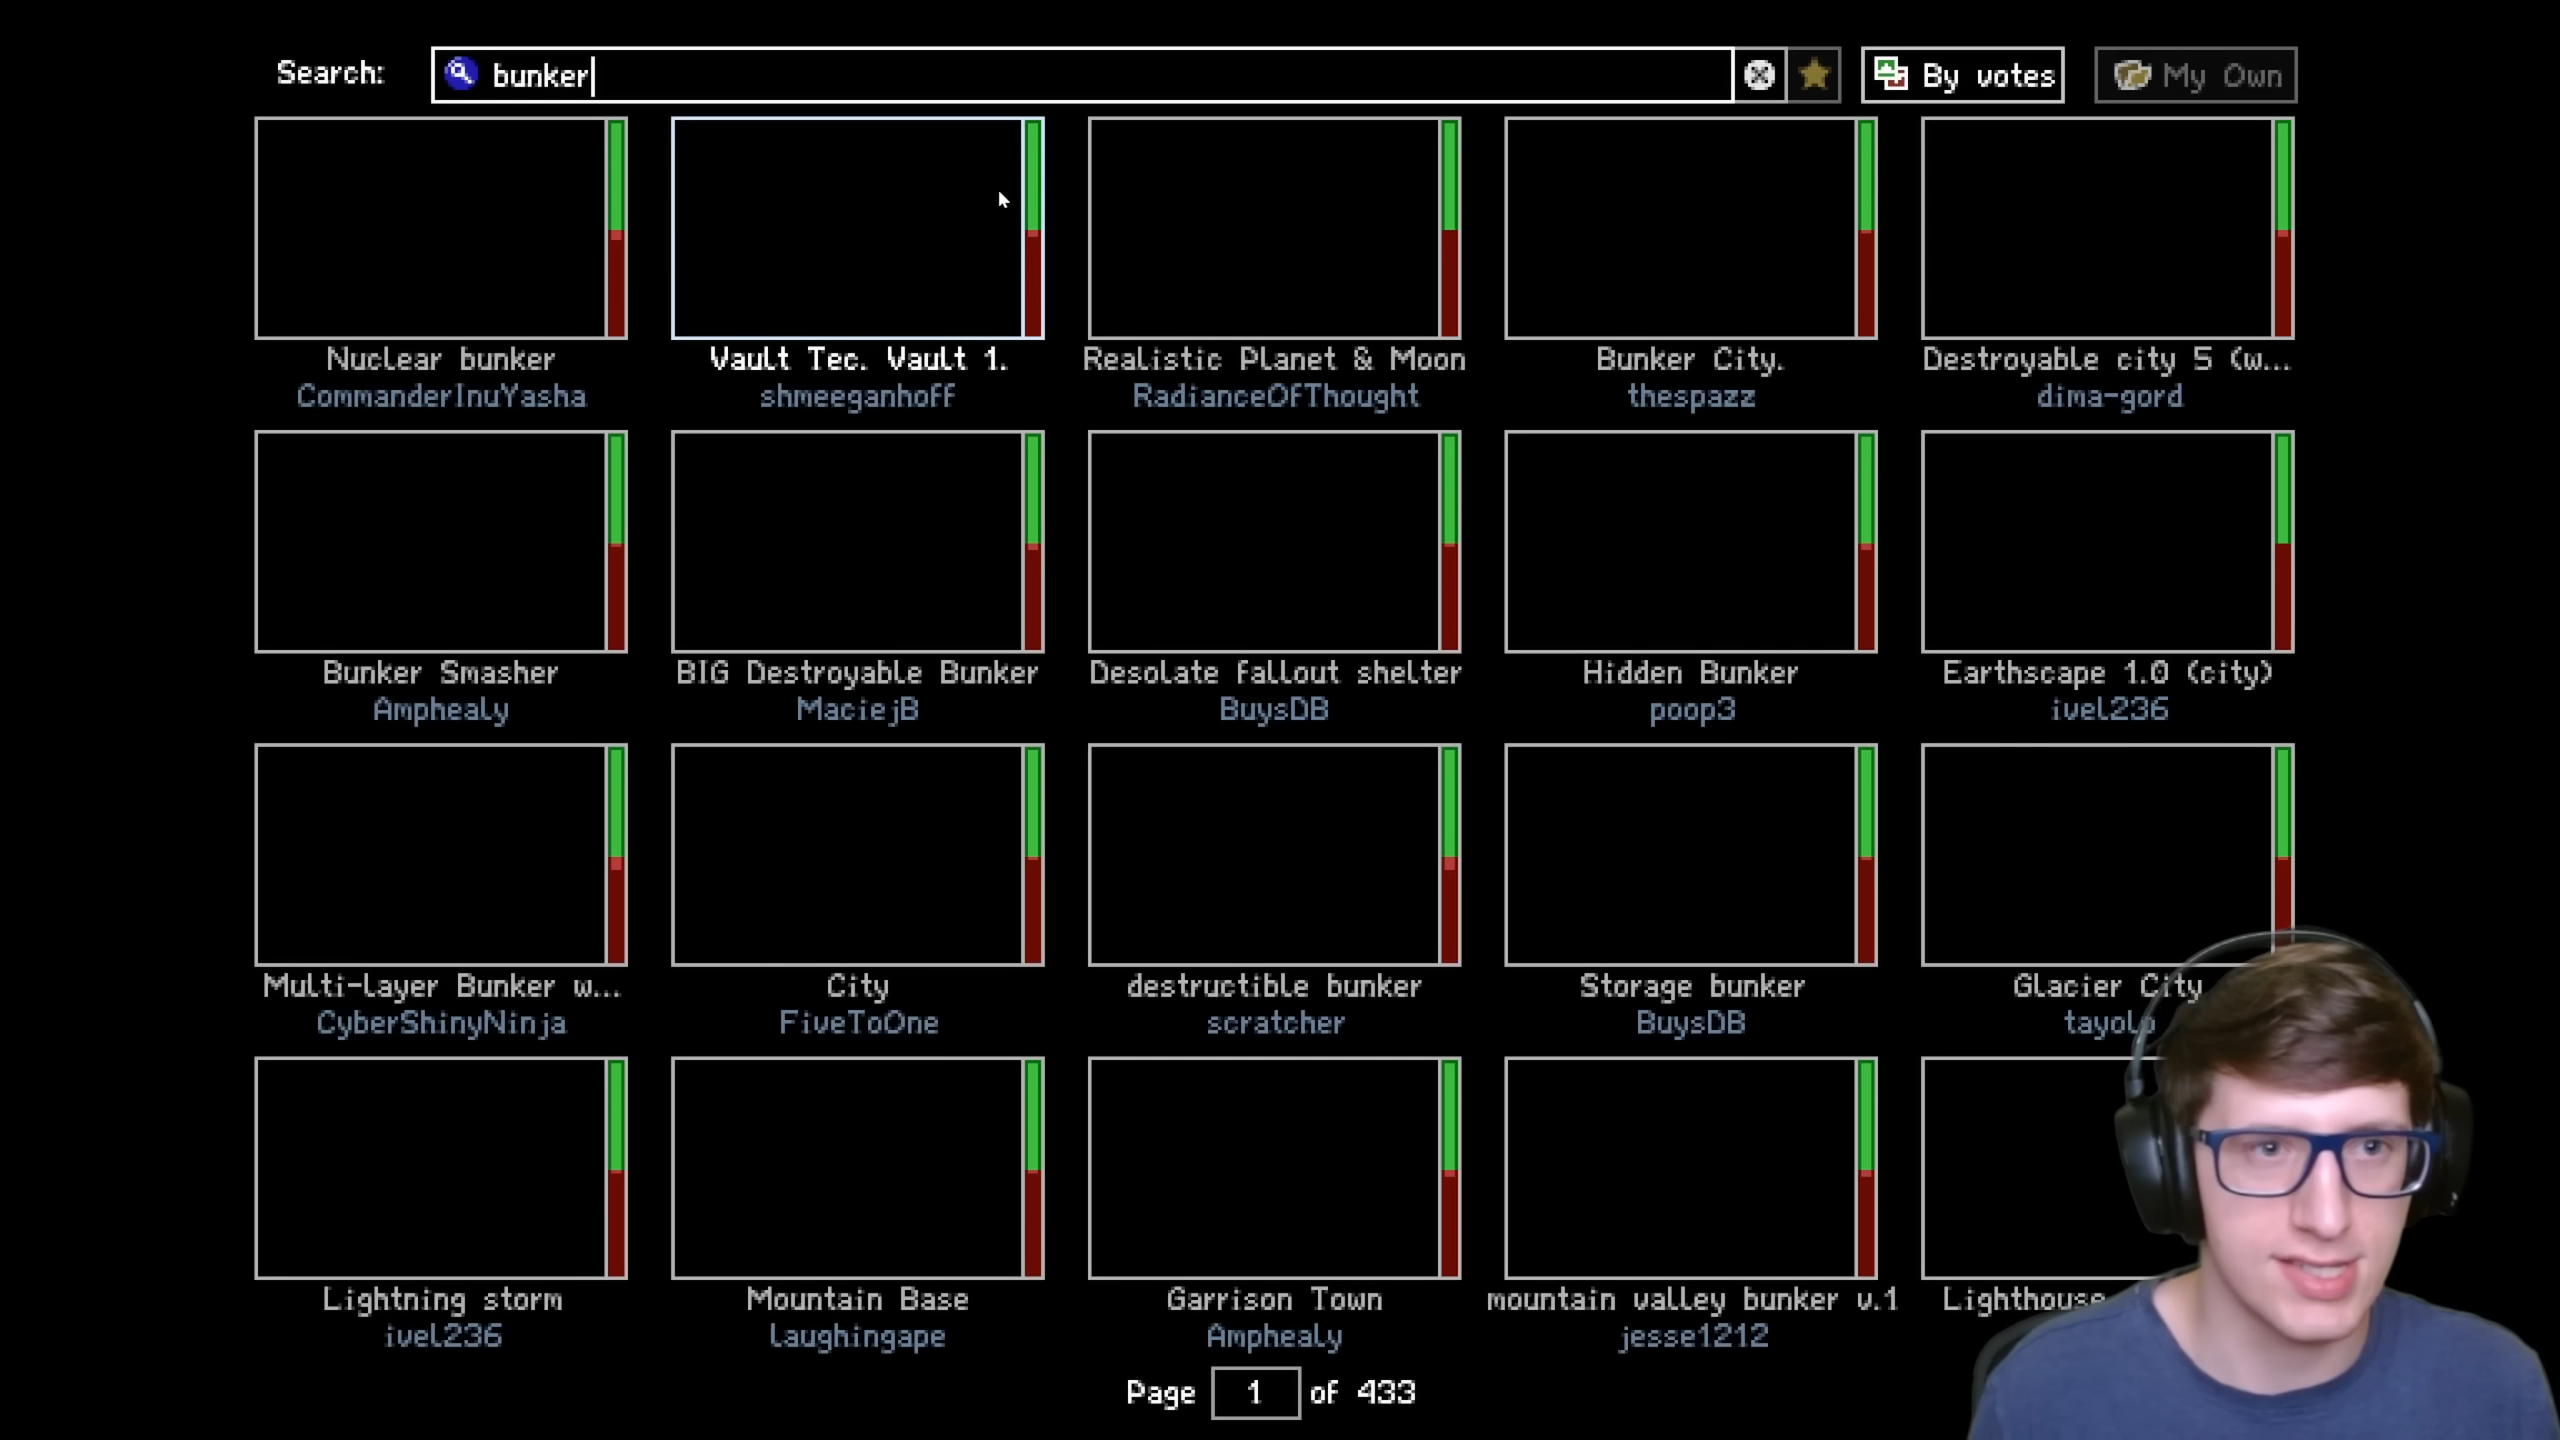 Search: bunker By votes My Own
Nuclear bunker Vault Tec. Vault 1. Realistic Planet & Moon Bunker City. Destroyable city 5 (w...
CommanderInuYasha shmeeganhoff RadianceOfThought thespazz dima-gord
Bunker Smasher BIG Destroyable Bunker Desolate fallout shelter Hidden Bunker Earthscape 1.0 (city)
Amphealy MaciejB BuysDB poop3 ivel236
Multi-layer Bunker w... City destructible bunker Storage bunker Glacier City
CyberShinyNinja FiveToOne scratcher BuysDB
Lightning storm Mountain Base Garrison Town mountain valley bunker v.1 Lighthouse
ivel236 laughingape Amphealy jesse1212
Page 1 of 433